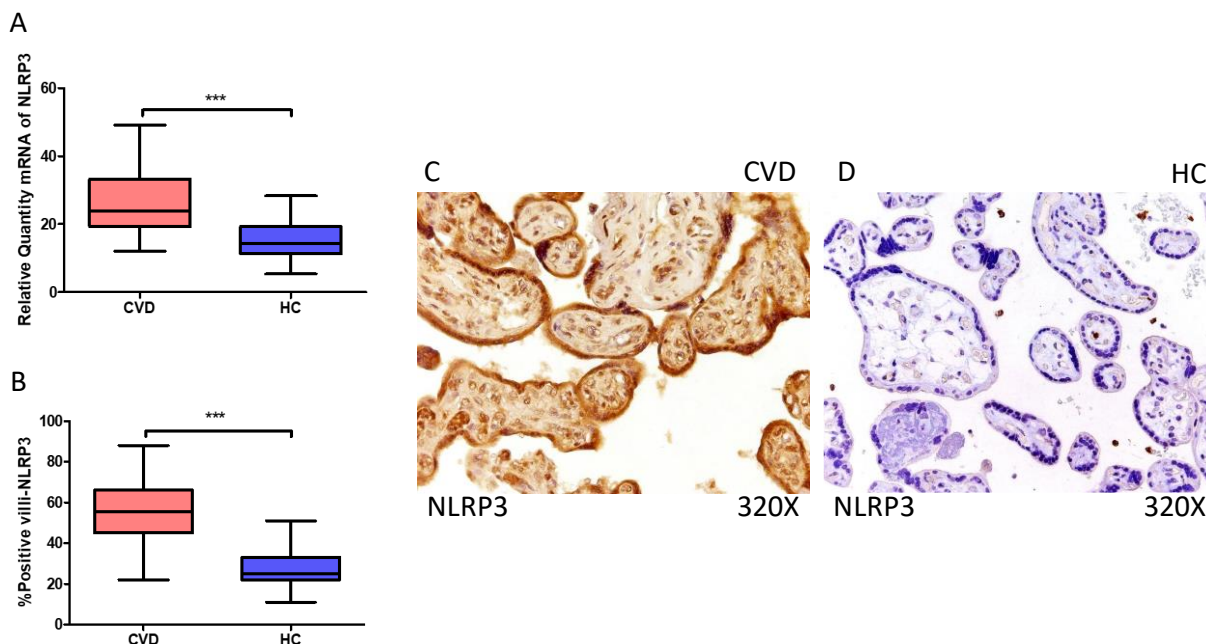 A
Relative Quantity mRNA of NLRP3
60
40
20
0
***
CVD
HC
B
%Positive villi-NLRP3
100
80
60
40
20
0
***
CVD
HC
C
CVD
NLRP3
320X
D
HC
NLRP3
320X